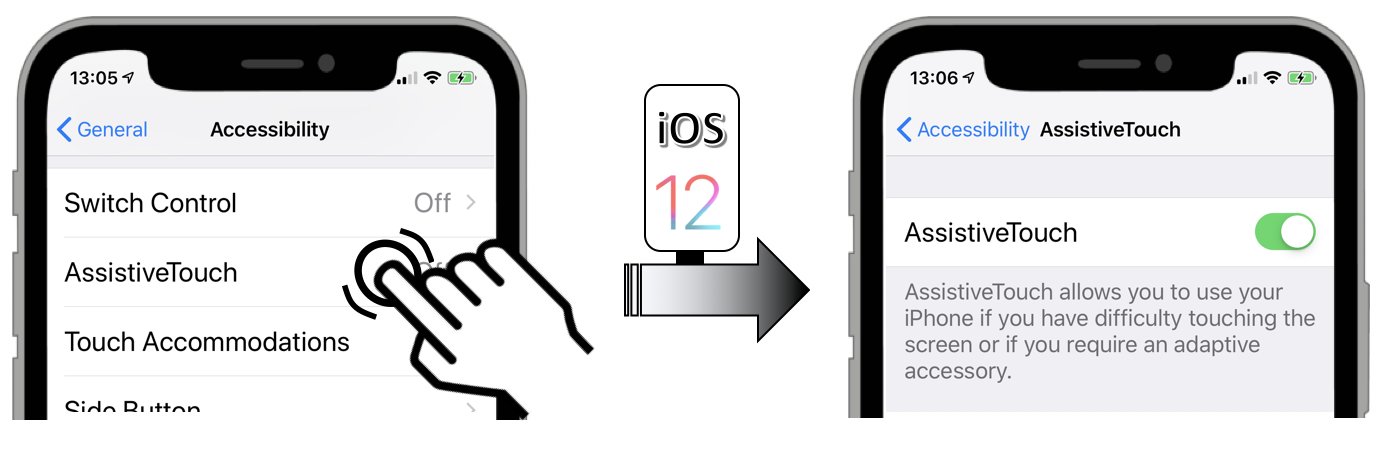 13:05
General
Accessibility
Switch Control
Off
AssistiveTouch
Touch Accommodations
Side Button
iOS
12
13:06
Accessibility
AssistiveTouch
AssistiveTouch
AssistiveTouch allows you to use your
iPhone if you have difficulty touching the
screen or if you require an adaptive
accessory.